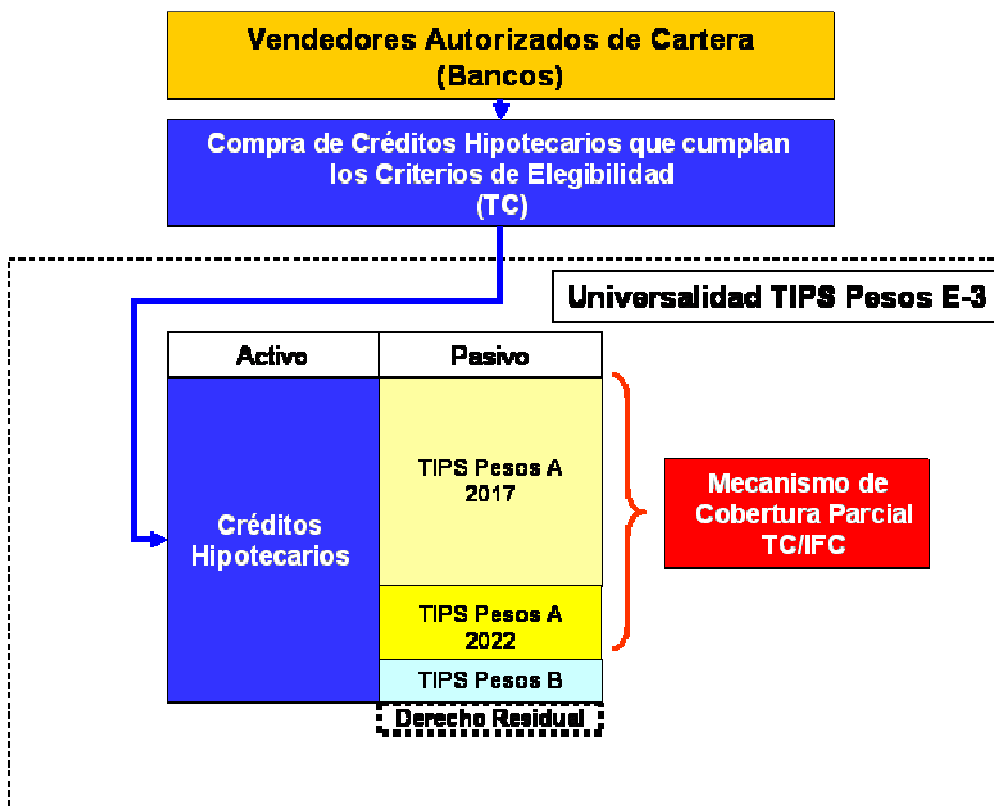 Vendedores Autorizados de Cartera
(Bancos)
Compra de Créditos Hipotecarios que cumplan
los Criterios de Elegibilidad
(TC)
Universalidad TIPS Pesos E-3
Activo
Pasivo
Créditos
Hipotecarios
TIPS Pesos A
2017
TIPS Pesos A
2022
TIPS Pesos B
Derecho Residual
Mecanismo de
Cobertura Parcial
TC/IFC